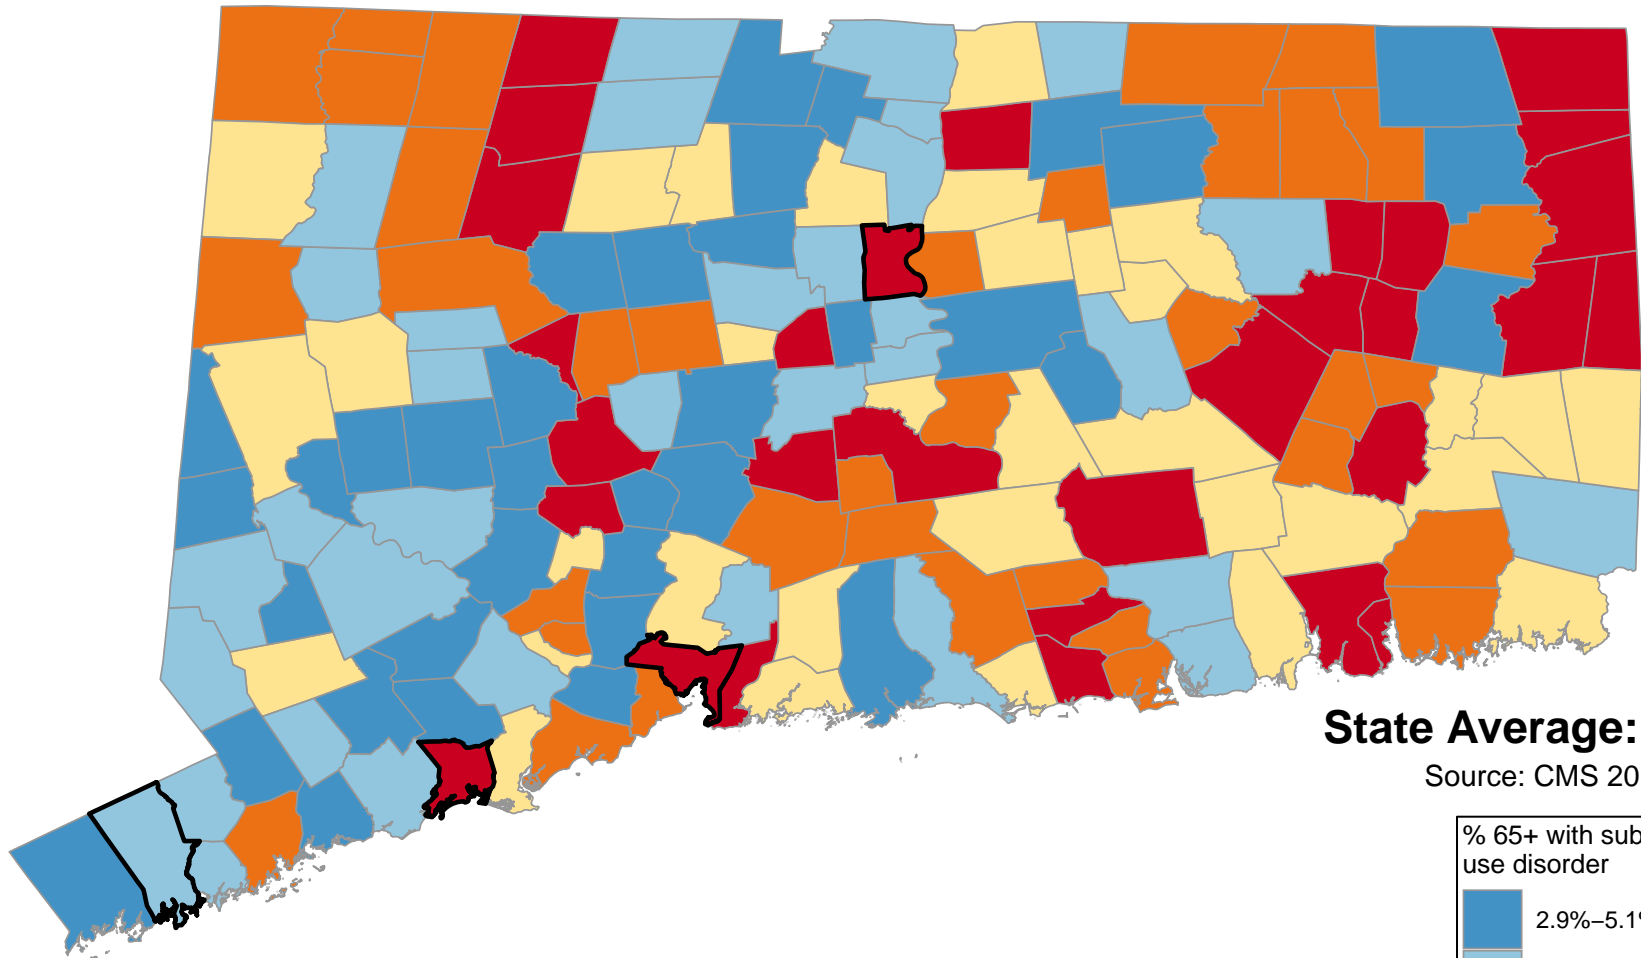 State Average:
Source: CMS 20
% 65+ with sub
use disorder
2.9%–5.1%